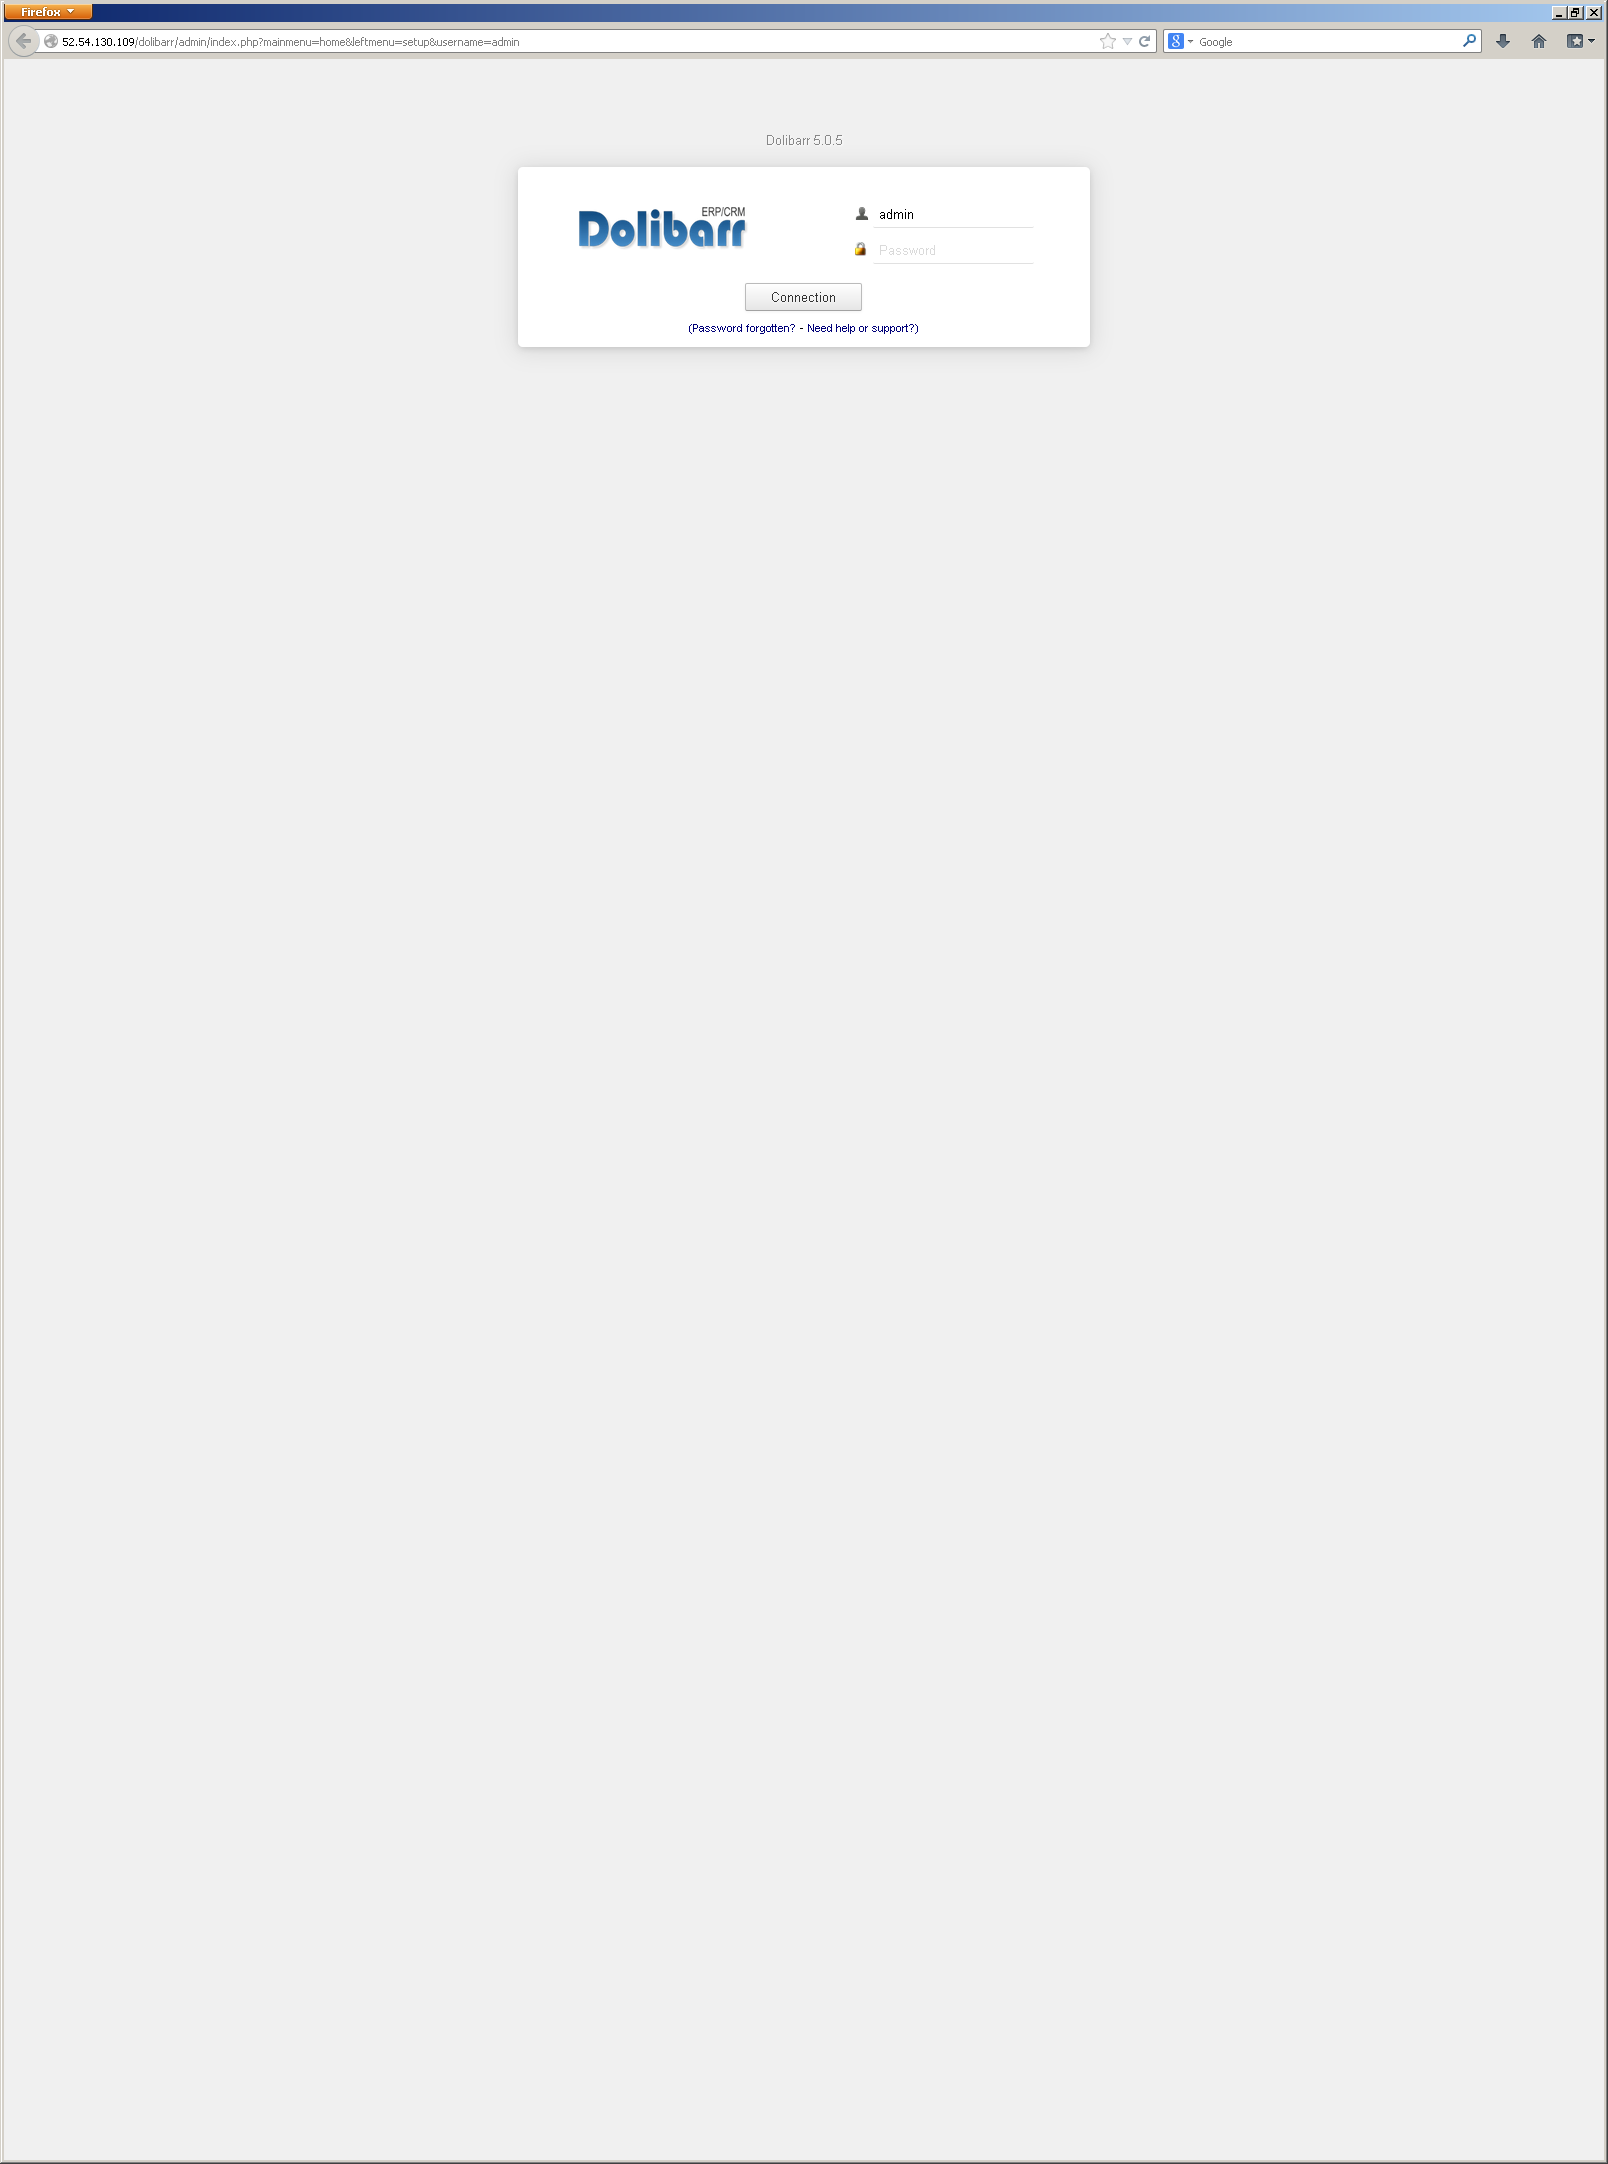 Firefox
52.54.130.109/dolibarr/admin/index.php?mainmenu=home&leftmenu=setup&username=admin
Google
Dolibarr 5.0.5
ERP/CRM
Dolibarr
admin
Password
Connection
(Password forgotten? - Need help or support?)